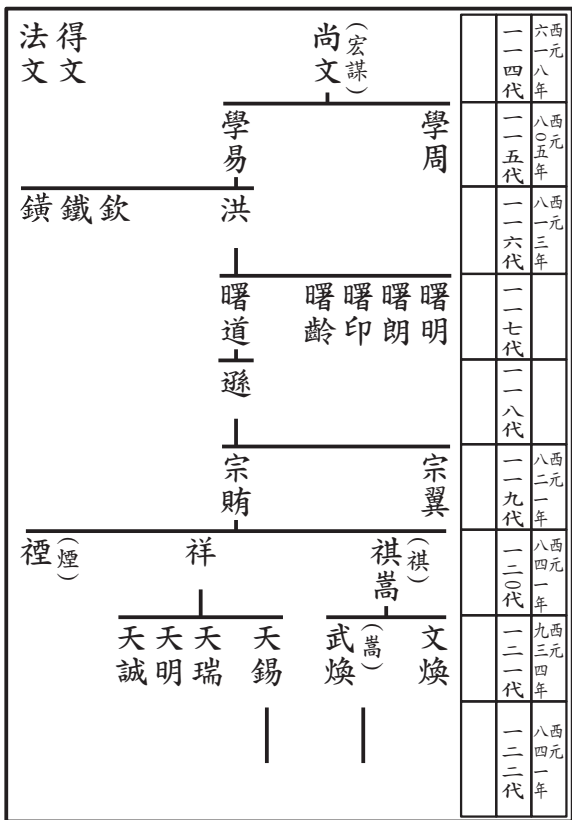 西元六一八年
一一四代
尚文
(宏謀)
得文
法文
西元八〇五年
一一五代
學周
學易
西元八一三年
一一六代
洪
欽
鐵
鐄
一一七代
曙明
曙朗
曙印
曙齡
曙道
一一八代
遜
西元八二一年
一一九代
宗翼
宗賄
西元八四一年
一二〇代
(祺)
祺嵩
祥
(煙)
禋
西元九三四年
一二一代
文煥
(嵩)
武煥
天錫
天瑞
天明
天誠
西元八四一年
一二二代